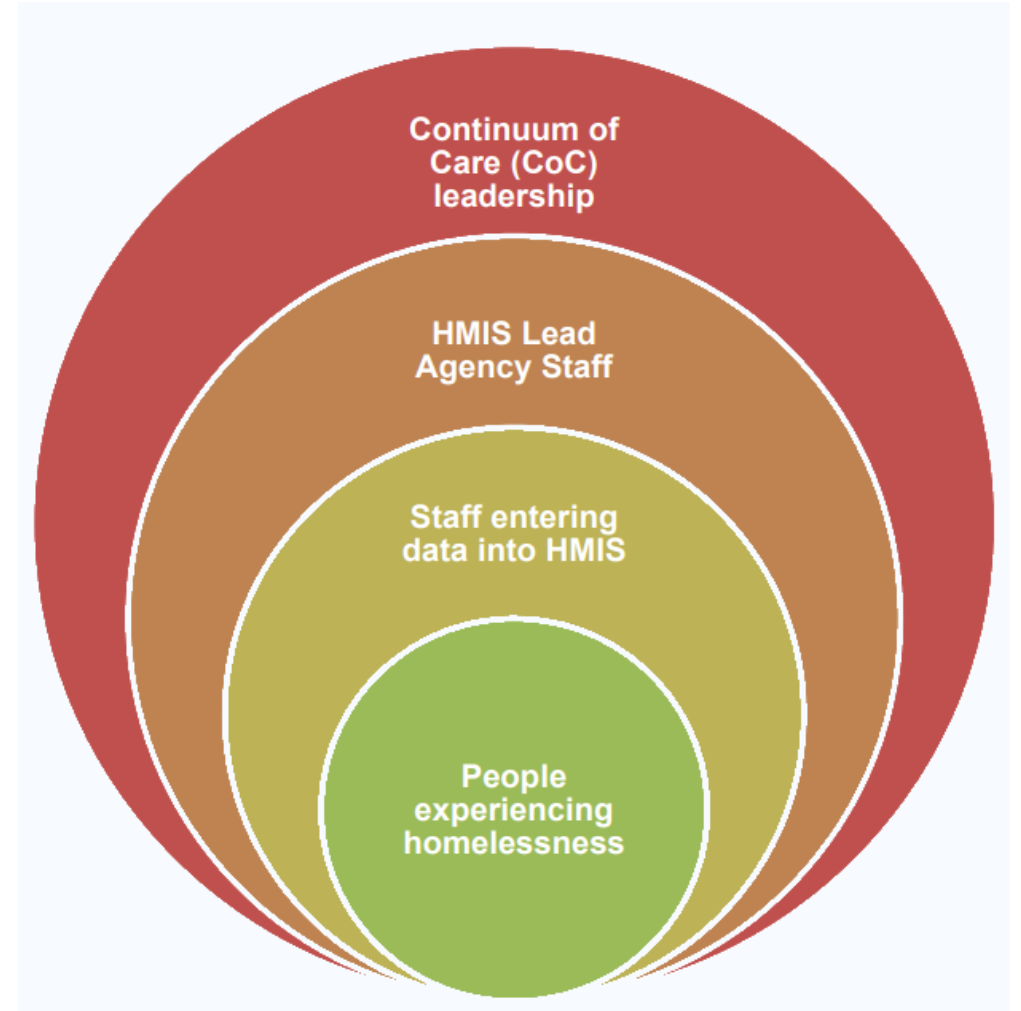 Continuum of
Care (CoC)
leadership
HMIS Lead
Agency Staff
Staff entering
data into HMIS
People
experiencing
homelessness